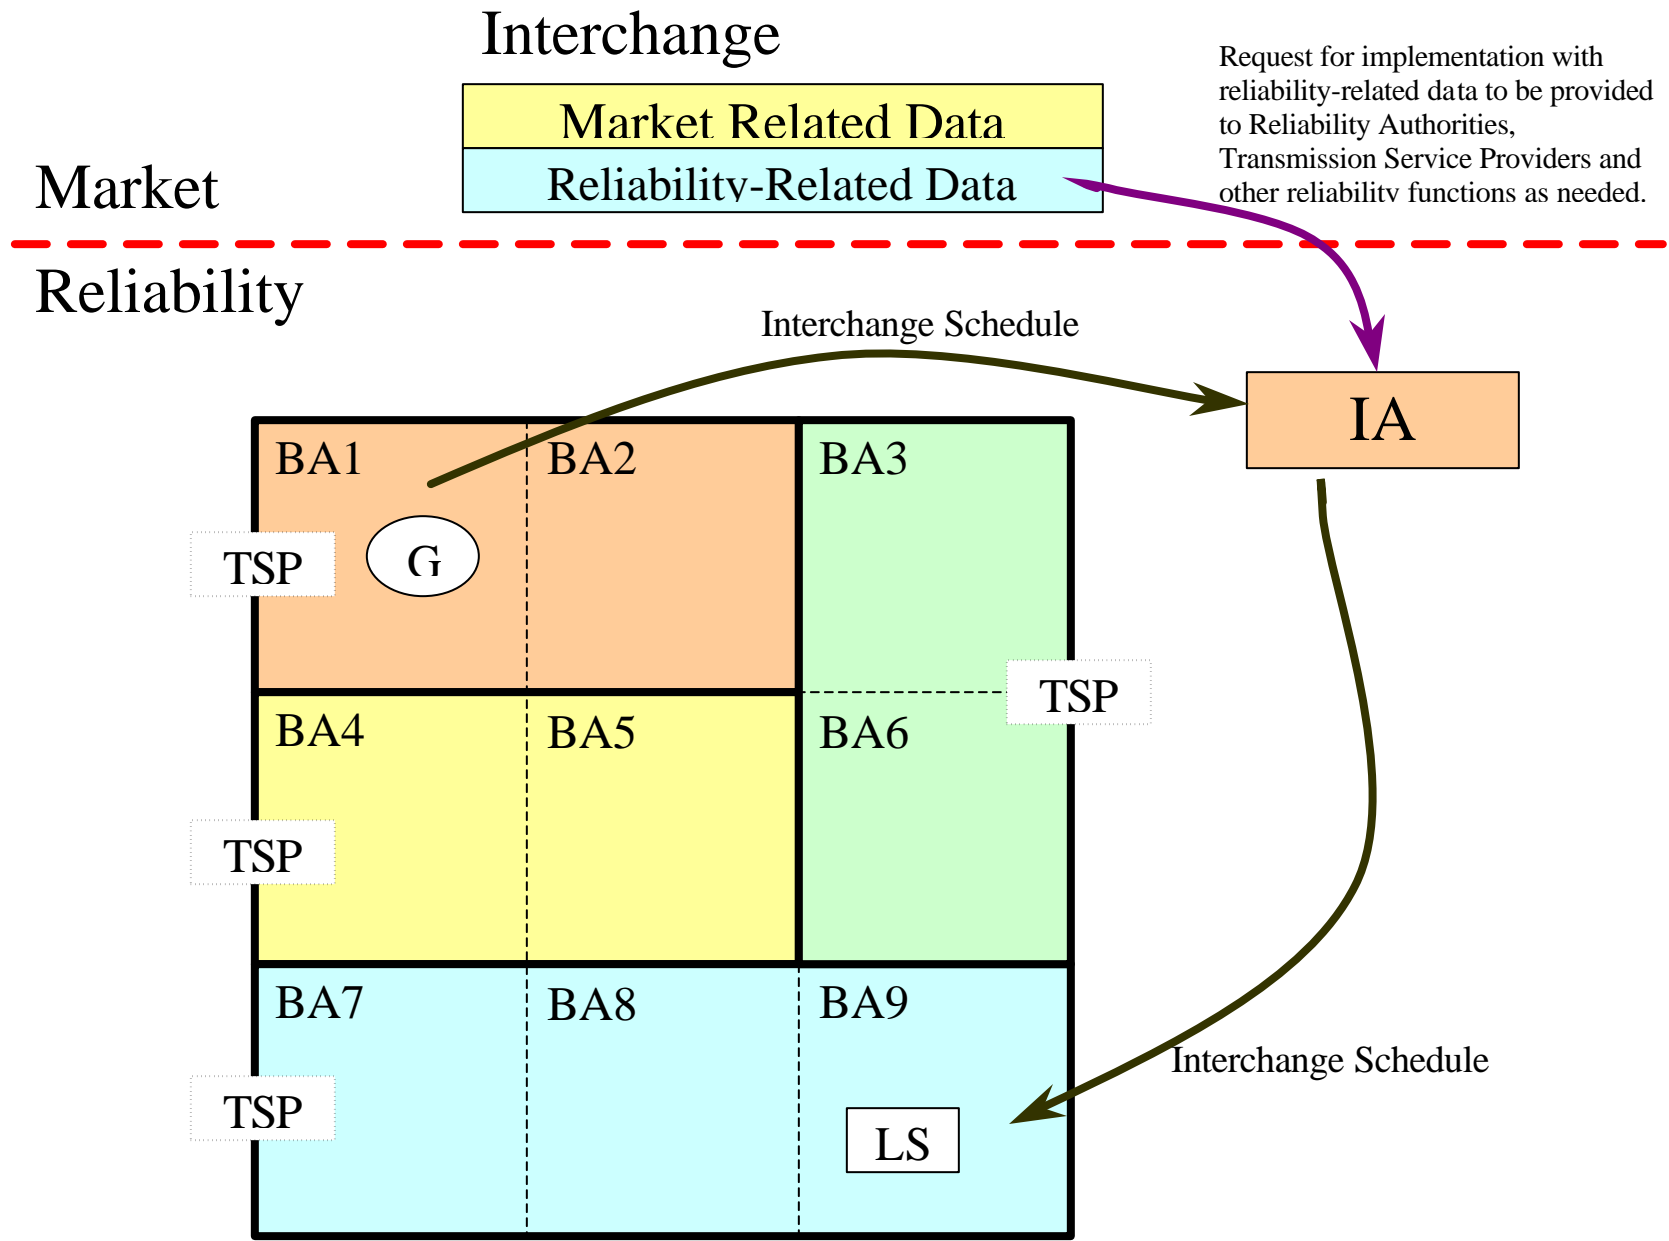 Interchange
Request for implementation with
reliability-related data to be provided
to Reliability Authorities,
Transmission Service Providers and
other reliability functions as needed.
Market Related Data
Reliability-Related Data
Market
Reliability
Interchange Schedule
IA
BA1
BA2
BA3
G
TSP
TSP
BA4
BA5
BA6
TSP
BA7
BA8
BA9
Interchange Schedule
TSP
LS